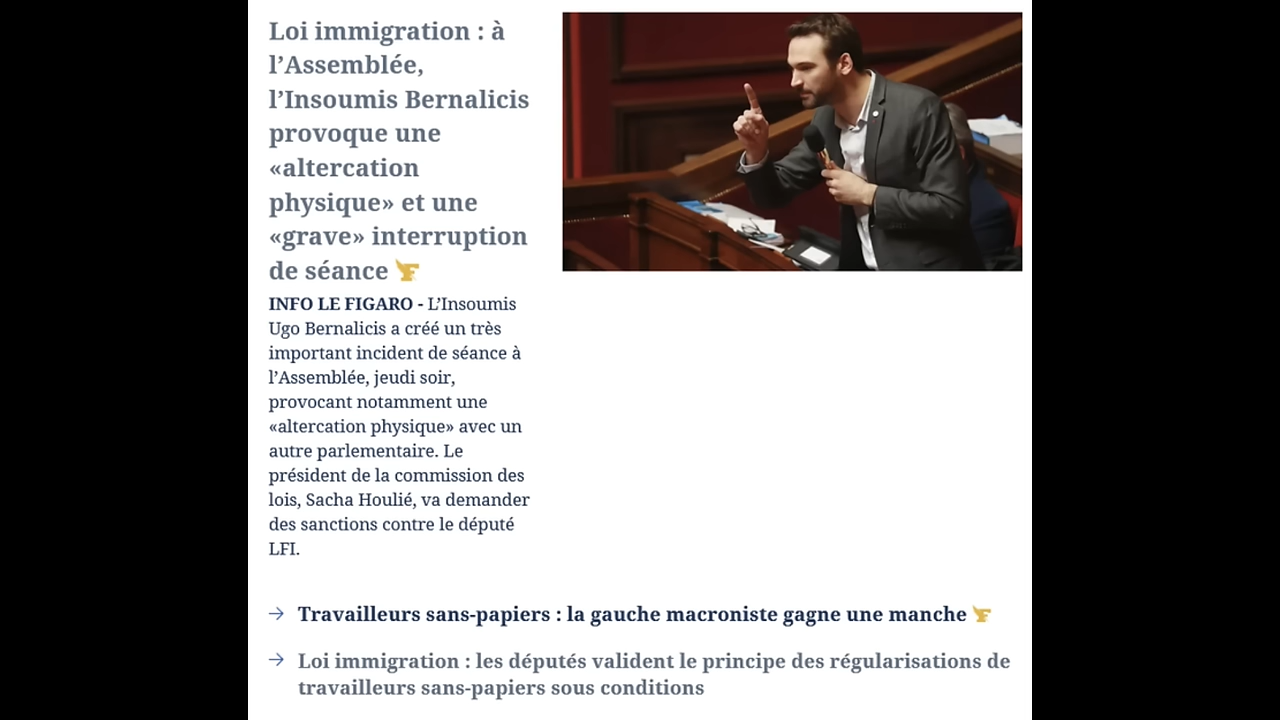 Loi immigration : à
l’Assemblée,
l’Insoumis Bernalicis
provoque une
«altercation
physique» et une
«grave» interruption
de séance
INFO LE FIGARO - L’Insoumis
Ugo Bernalicis a créé un très
important incident de séance à
l’Assemblée, jeudi soir,
provocant notamment une
«altercation physique» avec un
autre parlementaire. Le
président de la commission des
lois, Sacha Houlié, va demander
des sanctions contre le député
LFI.
→ Travailleurs sans-papiers : la gauche macroniste gagne une manche
→ Loi immigration : les députés valident le principe des régularisations de
travailleurs sans-papiers sous conditions